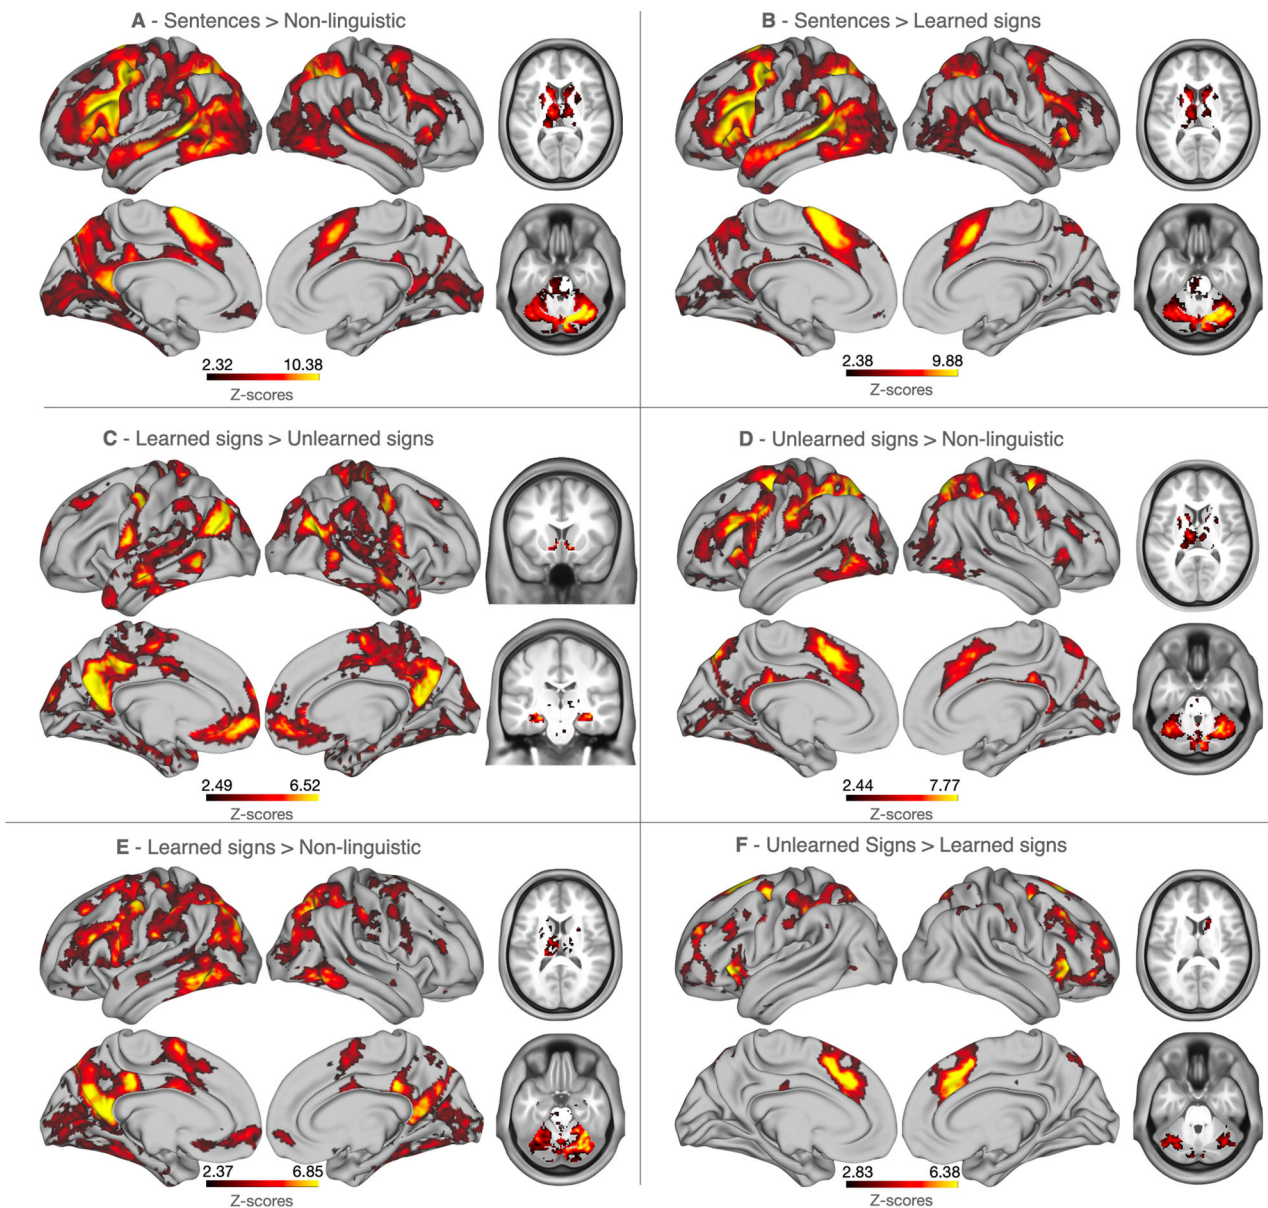 A - Sentences > Non-linguistic
2.32 10.38
Z-scores
B - Sentences > Learned signs
2.38 9.88
Z-scores
C - Learned signs > Unlearned signs
2.49 6.52
Z-scores
D - Unlearned signs > Non-linguistic
2.44 7.77
Z-scores
E - Learned signs > Non-linguistic
2.37 6.85
Z-scores
F - Unlearned Signs > Learned signs
2.83 6.38
Z-scores